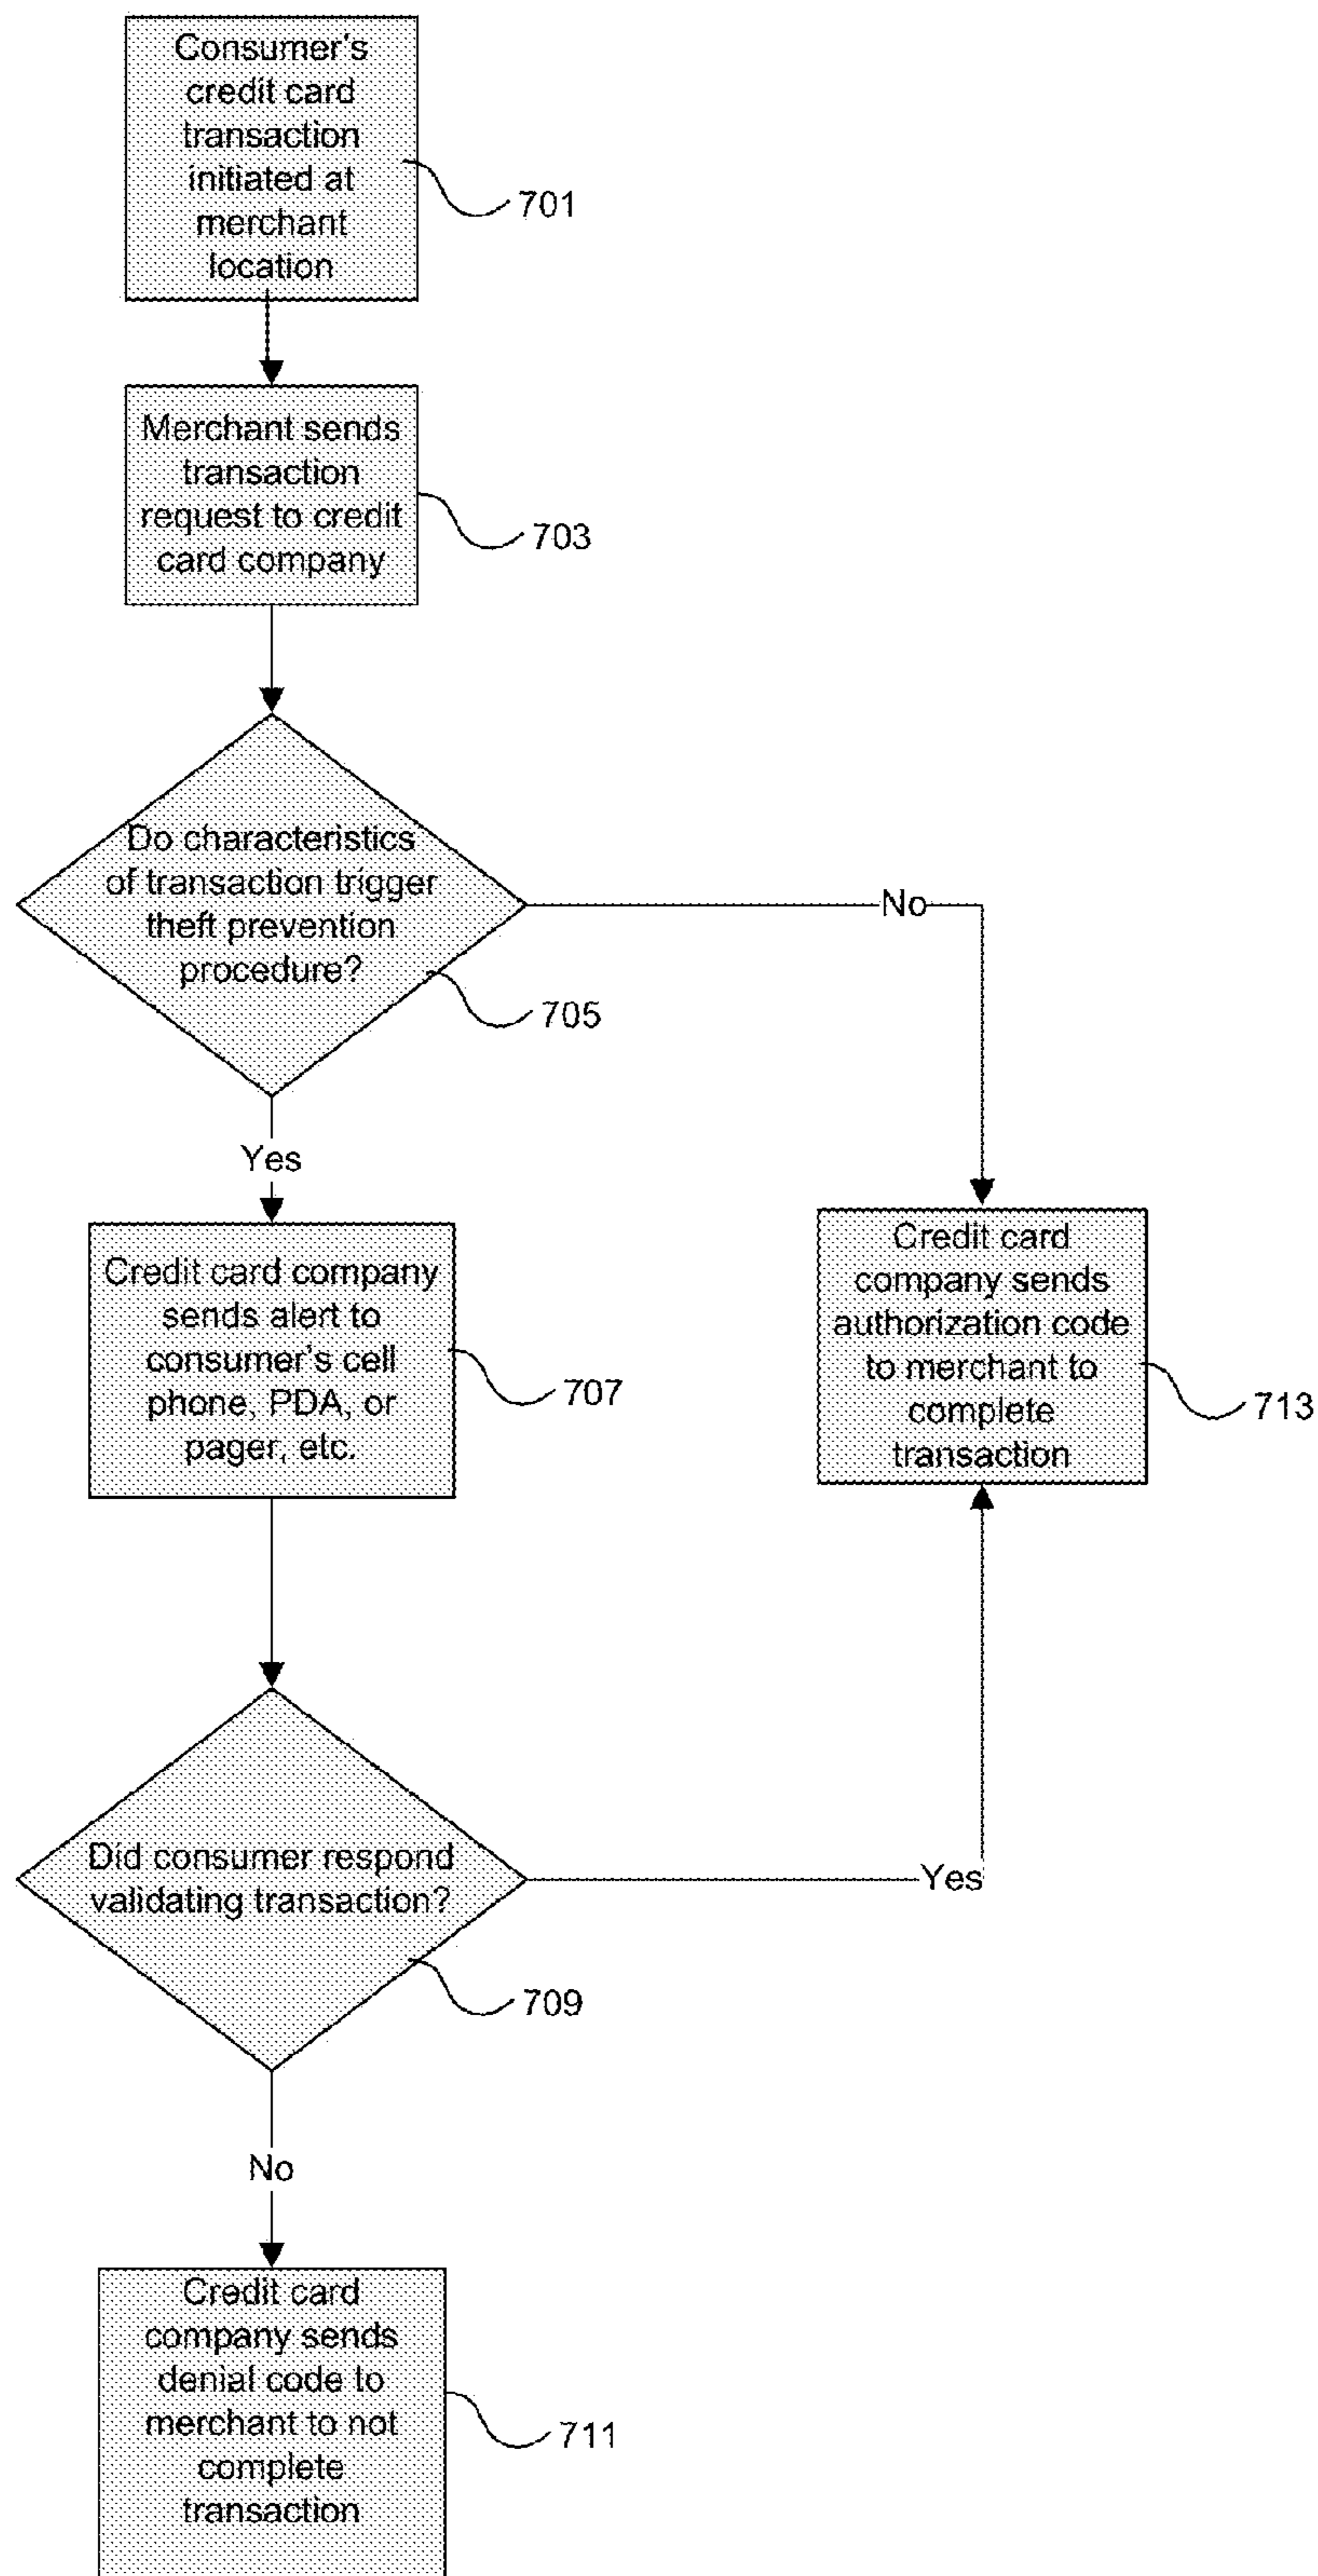 Consumer's
credit card
transaction
initiated at
merchant
location
701
Merchant sends
transaction
request to credit
card company
703
Do characteristics
of transaction trigger
theft prevention
procedure?
705
No
Yes
Credit card company
sends alert to
consumer's cell
phone, PDA, or
pager, etc.
707
Credit card
company sends
authorization code
to merchant to
complete
transaction
713
Did consumer respond
validating transaction?
709
Yes
No
Credit card
company sends
denial code to
merchant to not
complete
transaction
711